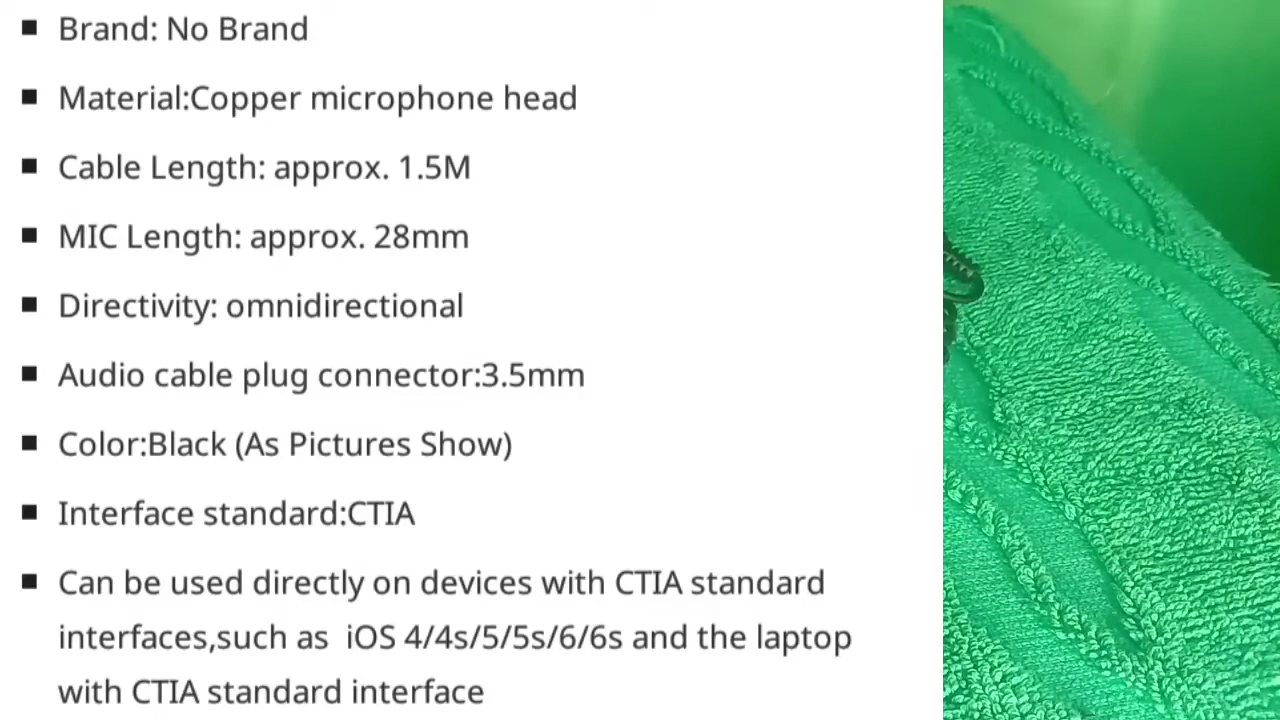 Brand: No Brand
Material:Copper microphone head
Cable Length: approx. 1.5M
MIC Length: approx. 28mm
Directivity: omnidirectional
Audio cable plug connector:3.5mm
Color:Black (As Pictures Show)
Interface standard:CTIA
Can be used directly on devices with CTIA standard
interfaces,such as  iOS 4/4s/5/5s/6/6s and the laptop
with CTIA standard interface